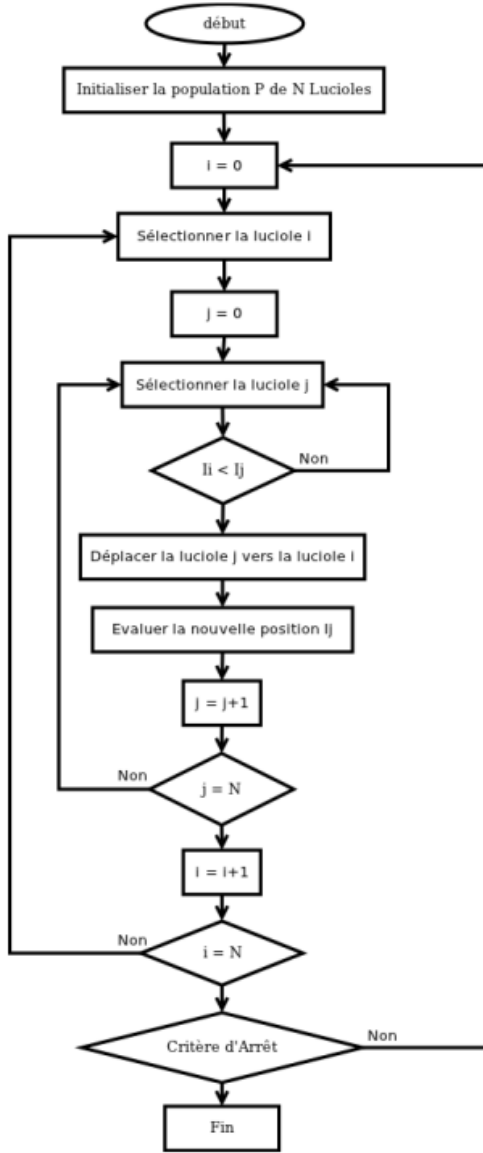 début
Initialiser la population P de N Lucioles
i = 0
Sélectionner la luciole i
j = 0
Sélectionner la luciole j
Ii < Ij
Non
Déplacer la luciole j vers la luciole i
Evaluer la nouvelle position Ij
j = j+1
Non
j = N
i = i+1
Non
i = N
Critère d'Arrêt
Non
Fin